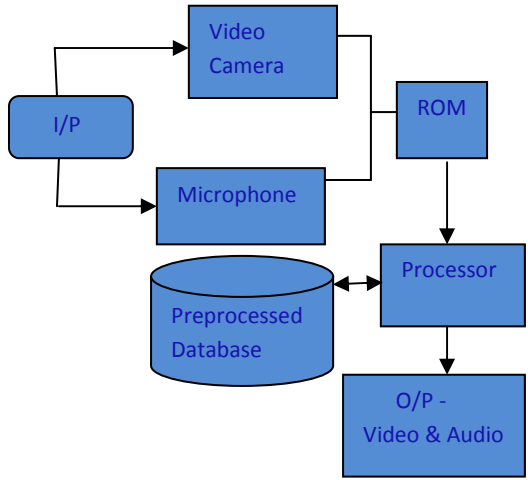 Video
Camera
I/P
ROM
Microphone
Processor
Preprocessed
Database
O/P -
Video & Audio